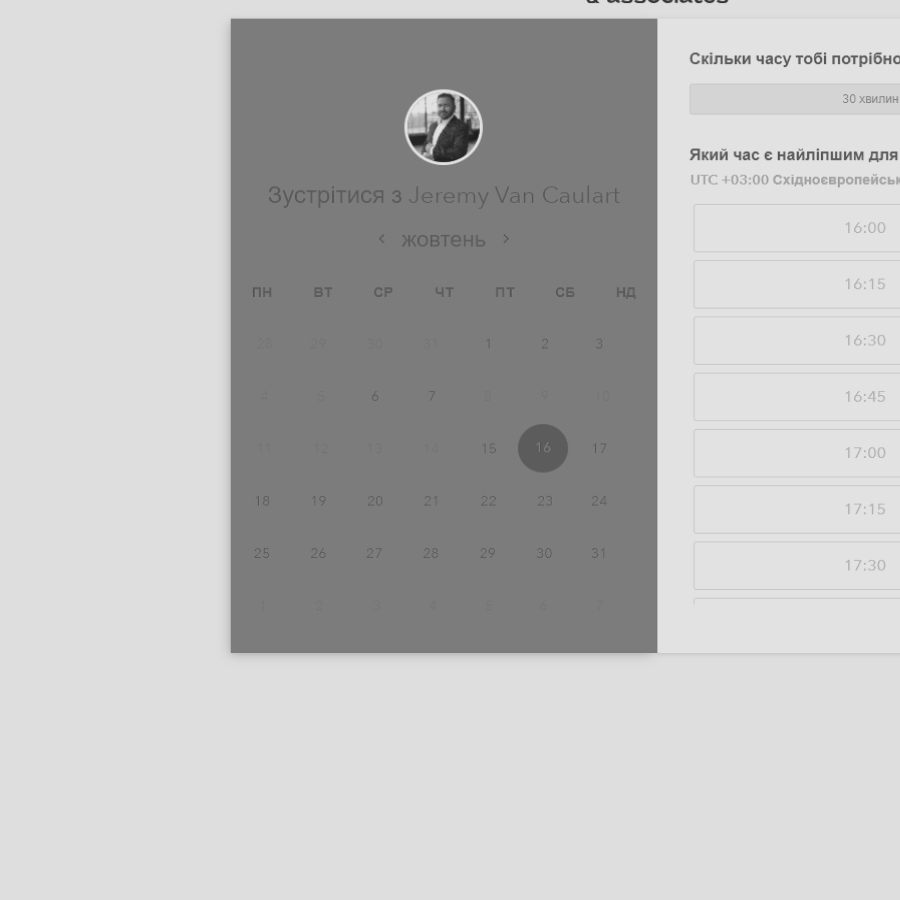 & associates
Зустрітися з Jeremy Van Caulart
‹ жовтень ›
ПН ВТ СР ЧТ ПТ СБ НД
28 29 30 31 1 2 3
4 5 6 7 8 9 10
11 12 13 14 15 16 17
18 19 20 21 22 23 24
25 26 27 28 29 30 31
1 2 3 4 5 6 7
Скільки часу тобі потрібно
30 хвилин
Який час є найліпшим для
UTC +03:00
16:00
16:15
16:30
16:45
17:00
17:15
17:30